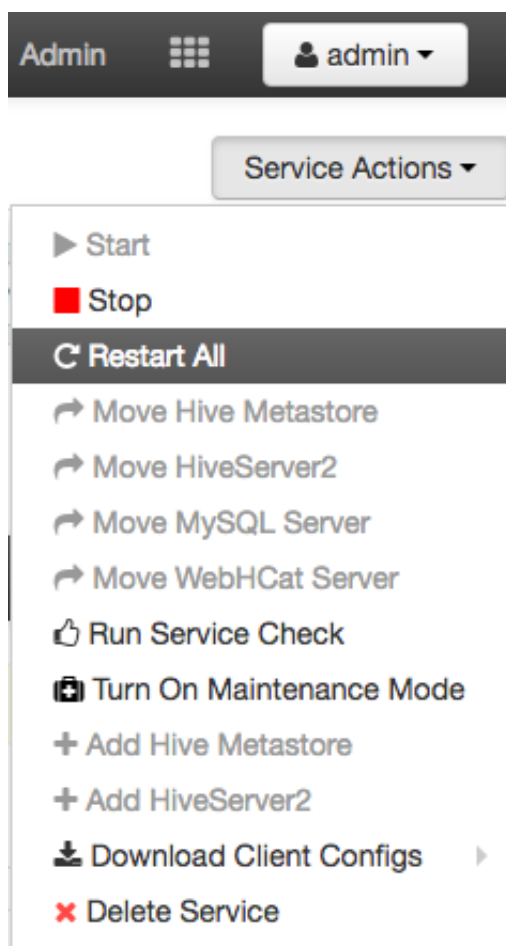 Admin admin
Service Actions
Start
Stop
Restart All
Move Hive Metastore
Move HiveServer2
Move MySQL Server
Move WebHCat Server
Run Service Check
Turn On Maintenance Mode
Add Hive Metastore
Add HiveServer2
Download Client Configs
Delete Service